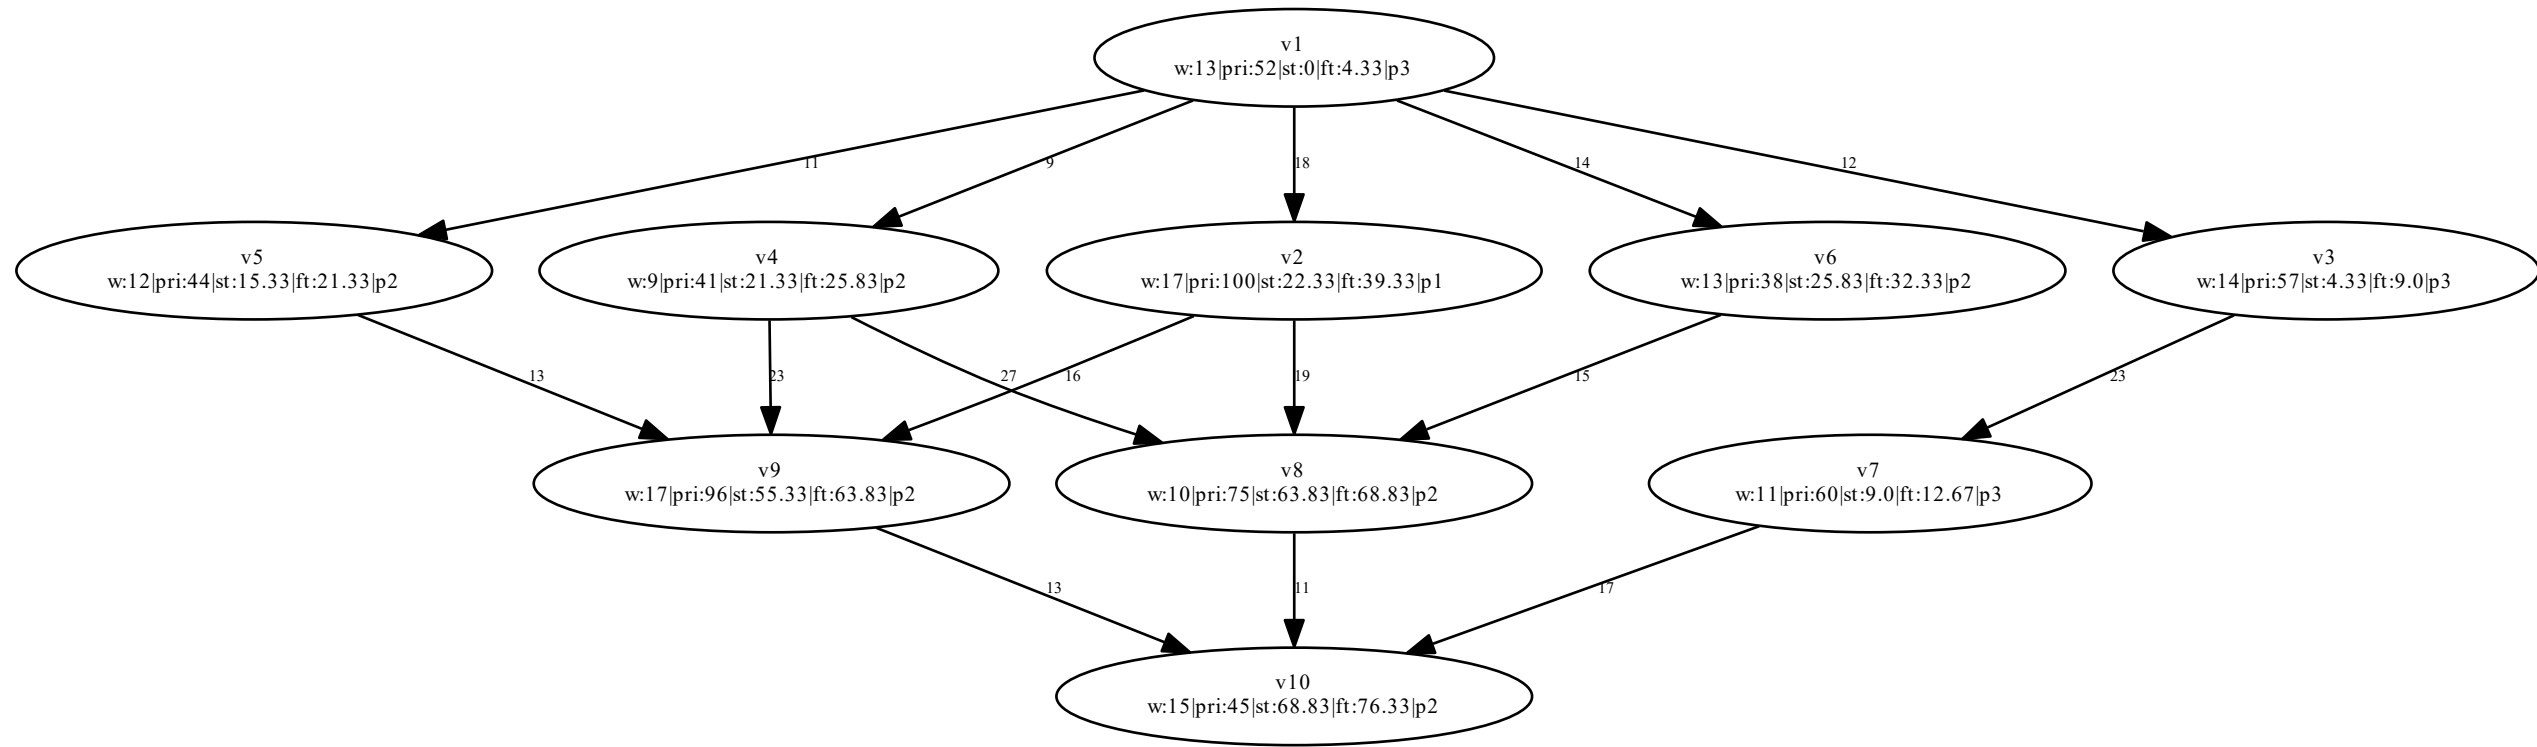 v1
w:13|pri:52|st:0|ft:4.33|p3
11
9
18
14
12
v5
w:12|pri:44|st:15.33|ft:21.33|p2
v4
w:9|pri:41|st:21.33|ft:25.83|p2
v2
w:17|pri:100|st:22.33|ft:39.33|p1
v6
w:13|pri:38|st:25.83|ft:32.33|p2
v3
w:14|pri:57|st:4.33|ft:9.0|p3
13
23
27
16
19
15
23
v9
w:17|pri:96|st:55.33|ft:63.83|p2
v8
w:10|pri:75|st:63.83|ft:68.83|p2
v7
w:11|pri:60|st:9.0|ft:12.67|p3
13
11
17
v10
w:15|pri:45|st:68.83|ft:76.33|p2